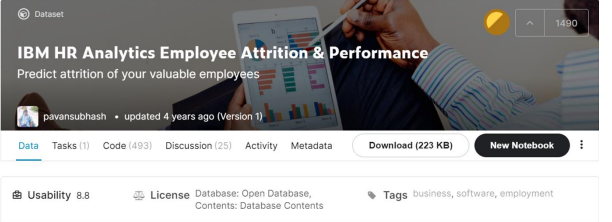 Dataset
1490
IBM HR Analytics Employee Attrition & Performance
Predict attrition of your valuable employees
pavansubhash • updated 4 years ago (Version 1)
Data Tasks (1) Code (493) Discussion (25) Activity Metadata Download (223 KB) New Notebook
Usability 8.8 License Database: Open Database, Tags business, software, employment
Contents: Database Contents